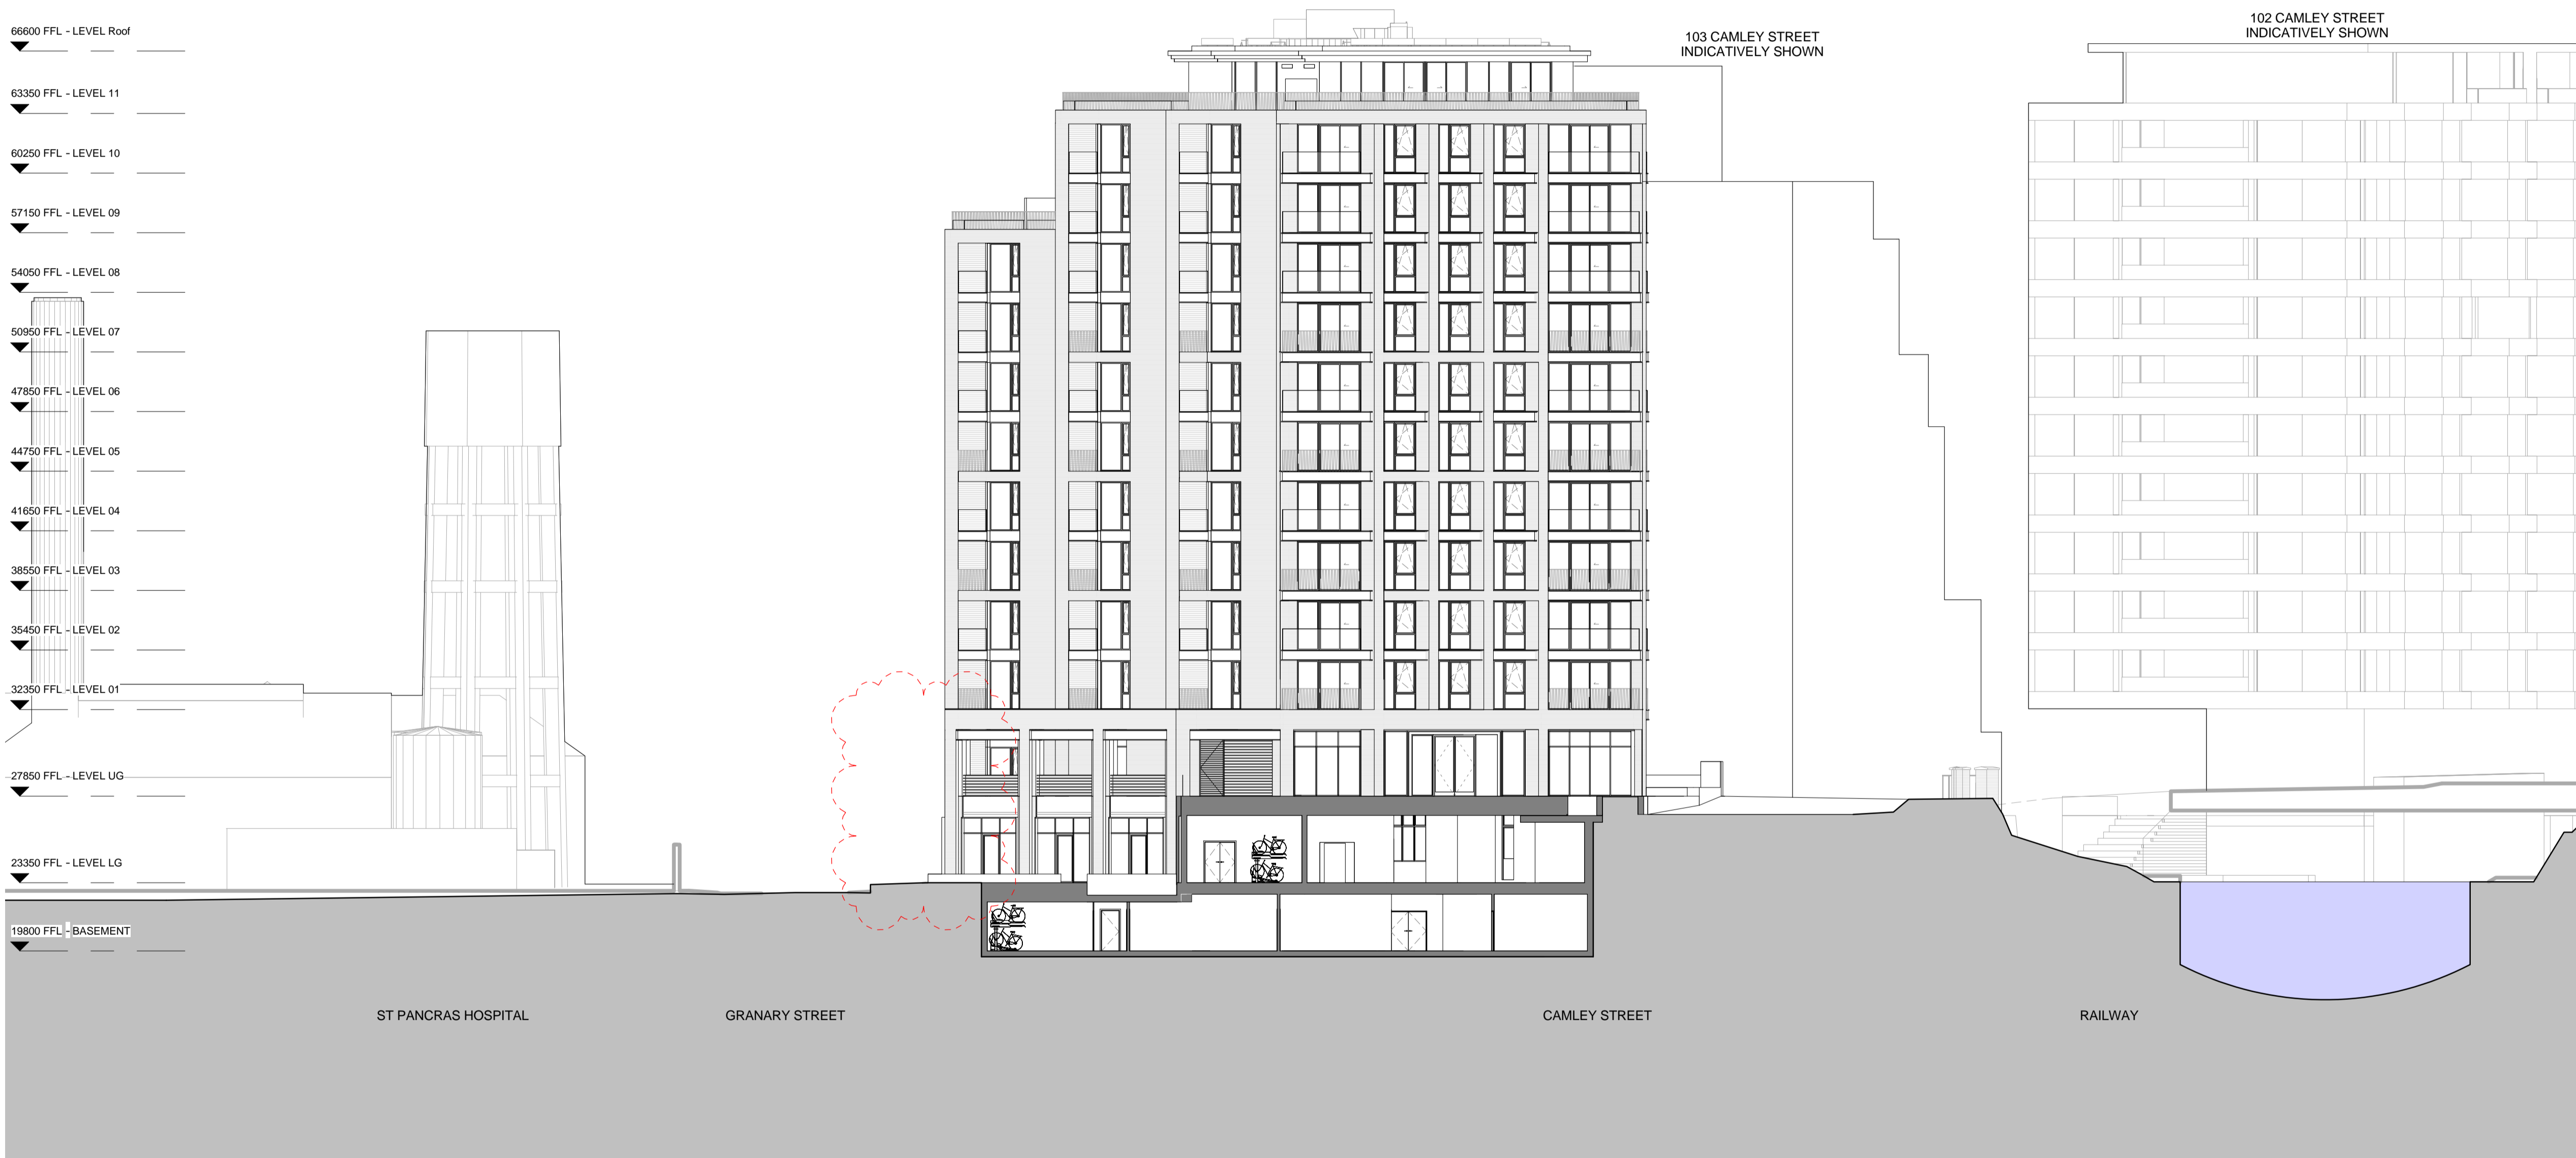 66600 FFL - LEVEL Roof
63350 FFL - LEVEL 11
60250 FFL - LEVEL 10
57150 FFL - LEVEL 09
54050 FFL - LEVEL 08
50950 FFL - LEVEL 07
47850 FFL - LEVEL 06
44750 FFL - LEVEL 05
41650 FFL - LEVEL 04
38550 FFL - LEVEL 03
35450 FFL - LEVEL 02
32350 FFL - LEVEL 01
27850 FFL - LEVEL UG
23350 FFL - LEVEL LG
19800 FFL - BASEMENT
103 CAMLEY STREET
INDICATIVELY SHOWN
102 CAMLEY STREET
INDICATIVELY SHOWN
ST PANCRAS HOSPITAL
GRANARY STREET
CAMLEY STREET
RAILWAY